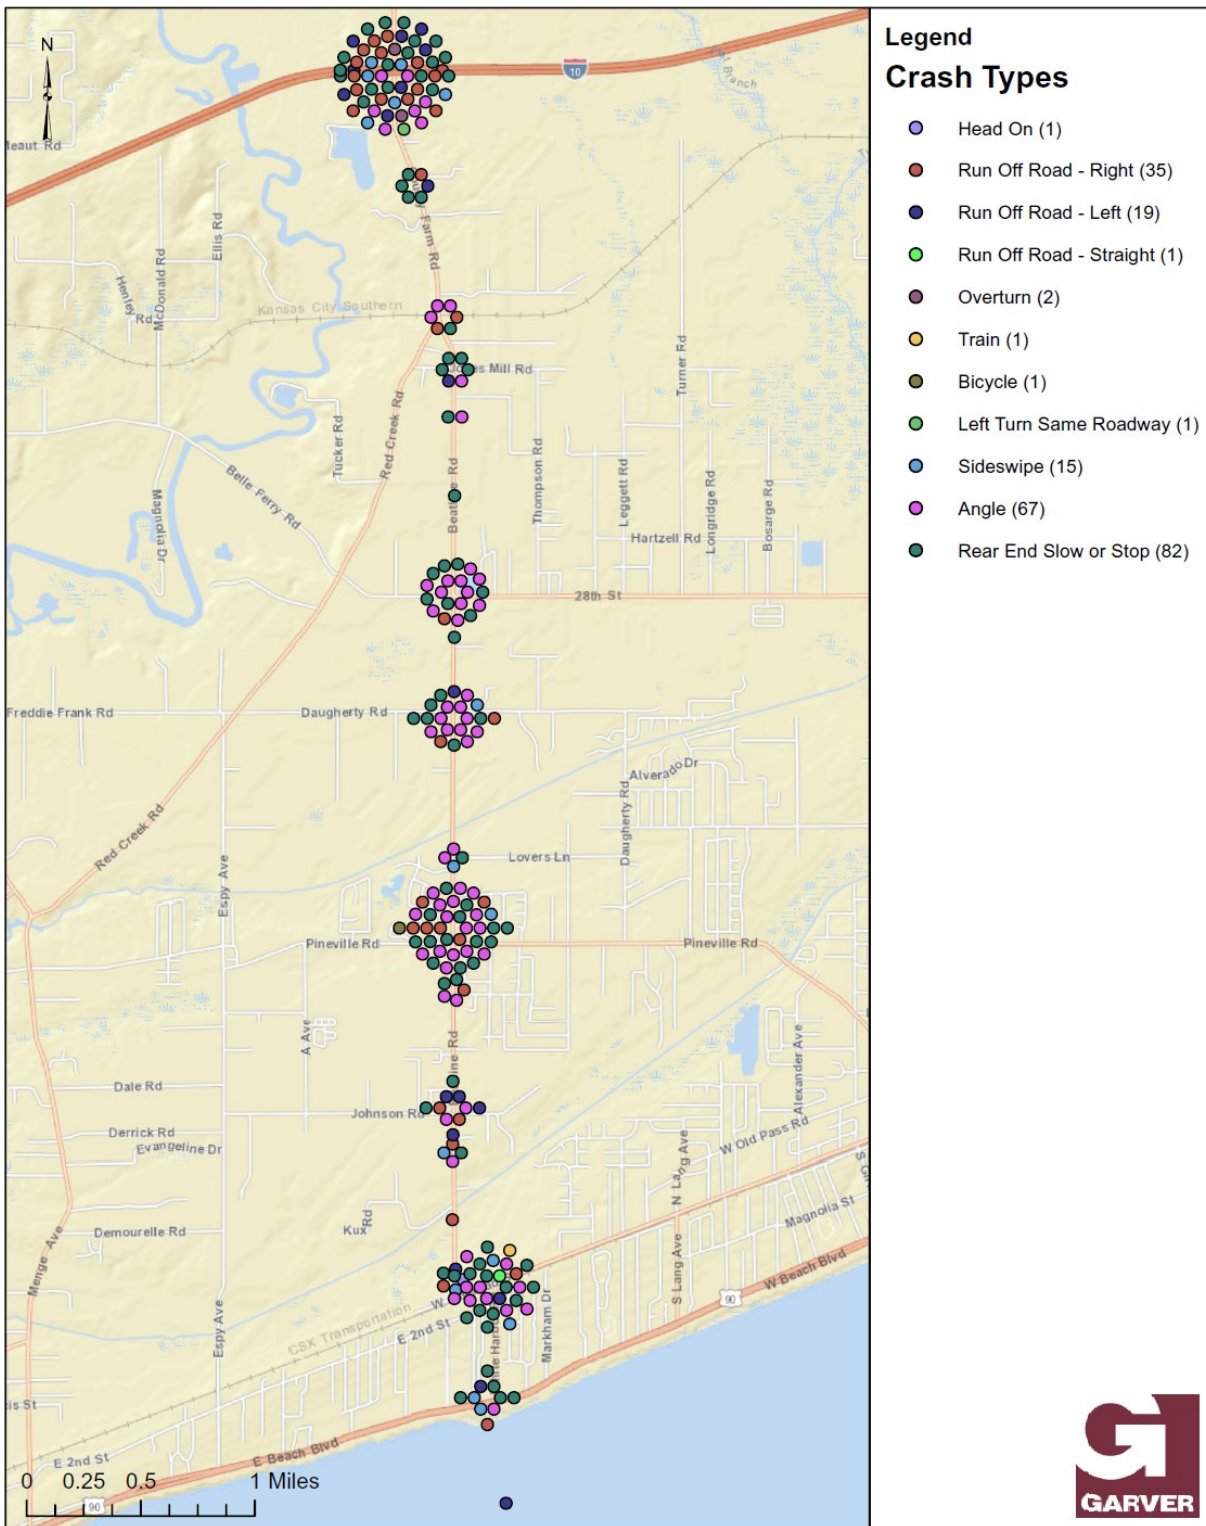 Legend
Crash Types
Head On (1)
Run Off Road - Right (35)
Run Off Road - Left (19)
Run Off Road - Straight (1)
Overturn (2)
Train (1)
Bicycle (1)
Left Turn Same Roadway (1)
Sideswipe (15)
Angle (67)
Rear End Slow or Stop (82)
N
10
Branch
Meaut Rd
Ellis Rd
McDonald Rd
Henley
Rd
Farm Rd
Kansas City Southern
Mill Rd
Turner Rd
Tucker Rd
Red Creek Rd
Belle Ferry Rd
Magnolia Dr
Rd
Thompson Rd
Leggett Rd
Longridge Rd
Bosarge Rd
Hartzell Rd
28th St
Freddie Frank Rd
Daugherty Rd
Alverado Dr
Daugherty Rd
Red Creek Rd
Espy Ave
Lovers Ln
Pineville Rd
Pineville Rd
A Ave
Rd
Alexander Ave
Dale Rd
Johnson Rd
Derrick Rd
Evangeline Dr
W Old Pass Rd
N Lang Ave
Magnolia St
Demourelle Rd
Kux Rd
Menge Ave
S Lang Ave
W Beach Blvd
90
W
CSX Transportation
E 2nd St
Markham Dr
Espy Ave
E 2nd St
E Beach Blvd
90
0 0.25 0.5 1 Miles
GARVER